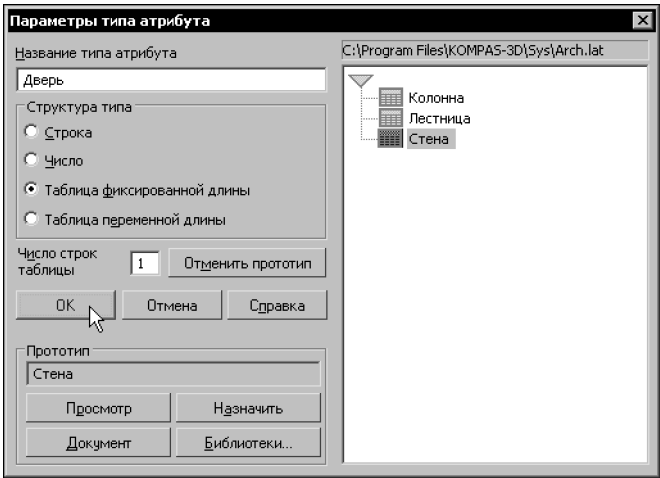 Параметры типа атрибута
Название типа атрибута
Дверь
Структура типа
Строка
Число
Таблица фиксированной длины
Таблица переменной длины
Число строк
таблицы
1
Отменить прототип
OK
Отмена
Справка
Прототип
Стена
Просмотр
Назначить
Документ
Библиотеки...
C:\Program Files\KOMPAS-3D\Sys\Arch.lat
Колонна
Лестница
Стена